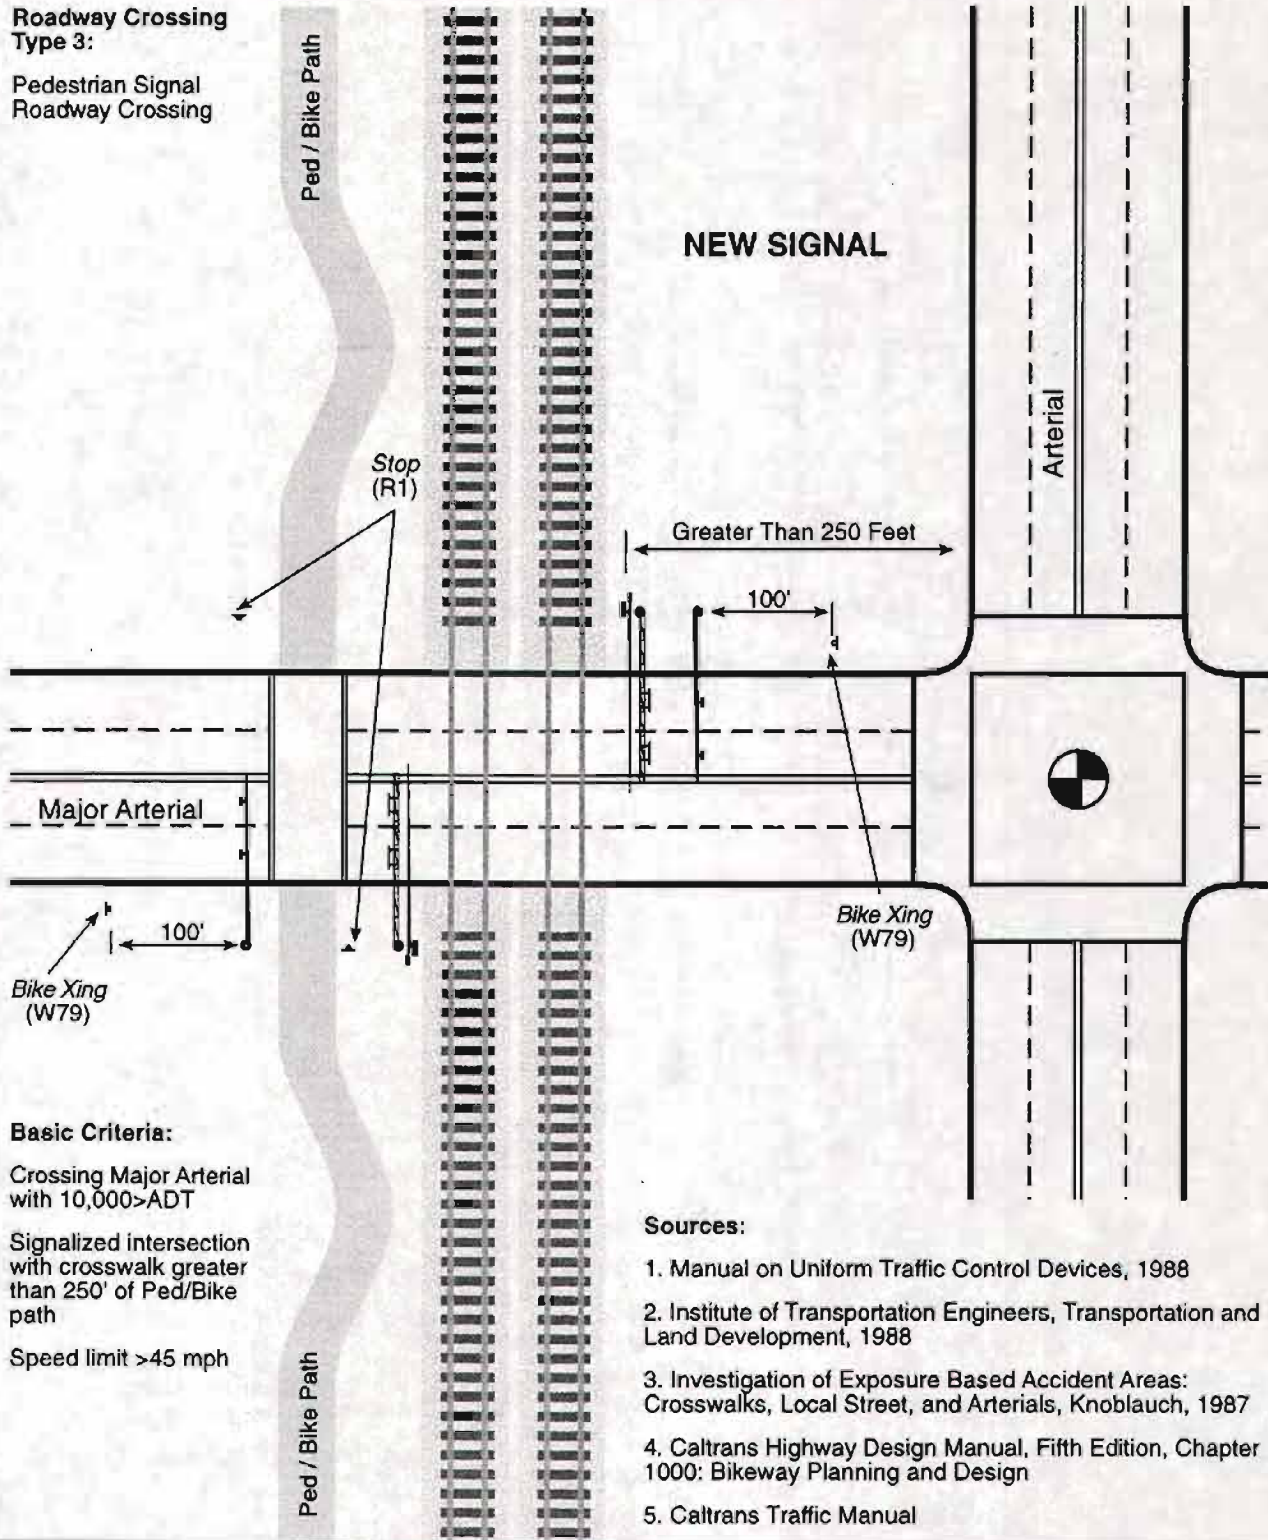 Roadway Crossing
Type 3:
Pedestrian Signal
Roadway Crossing
Ped / Bike Path
NEW SIGNAL
Arterial
Stop
(R1)
Greater Than 250 Feet
100'
Major Arterial
100'
Bike Xing
(W79)
Bike Xing
(W79)
Basic Criteria:
Crossing Major Arterial
with 10,000>ADT
Signalized intersection
with crosswalk greater
than 250' of Ped/Bike
path
Speed limit >45 mph
Ped / Bike Path
Sources:
1. Manual on Uniform Traffic Control Devices, 1988
2. Institute of Transportation Engineers, Transportation and
Land Development, 1988
3. Investigation of Exposure Based Accident Areas:
Crosswalks, Local Street, and Arterials, Knoblauch, 1987
4. Caltrans Highway Design Manual, Fifth Edition, Chapter
1000: Bikeway Planning and Design
5. Caltrans Traffic Manual